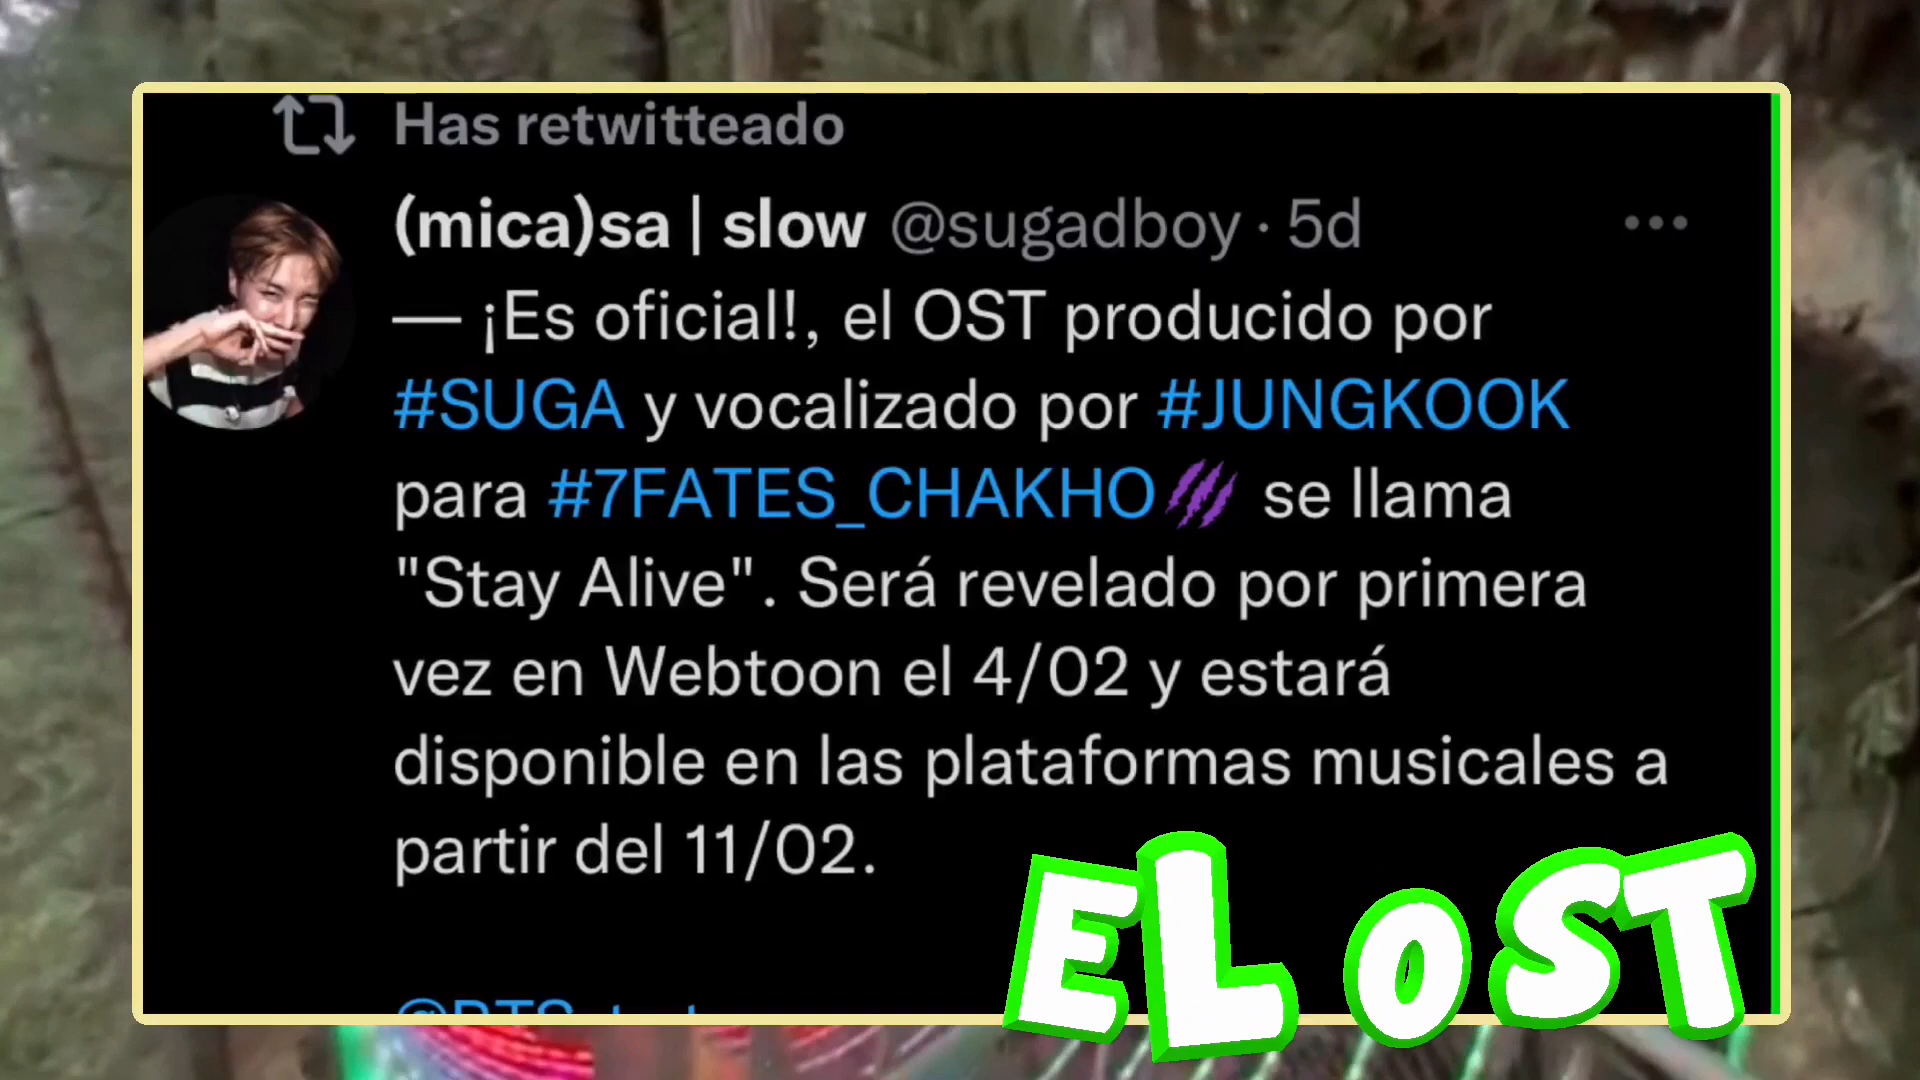 Has retwitteado
(mica)sa | slow @sugadboy · 5d
— ¡Es oficial!, el OST producido por
#SUGA y vocalizado por #JUNGKOOK
para #7FATES_CHAKHO se llama
"Stay Alive". Será revelado por primera
vez en Webtoon el 4/02 y estará
disponible en las plataformas musicales a
partir del 11/02.
EL OST